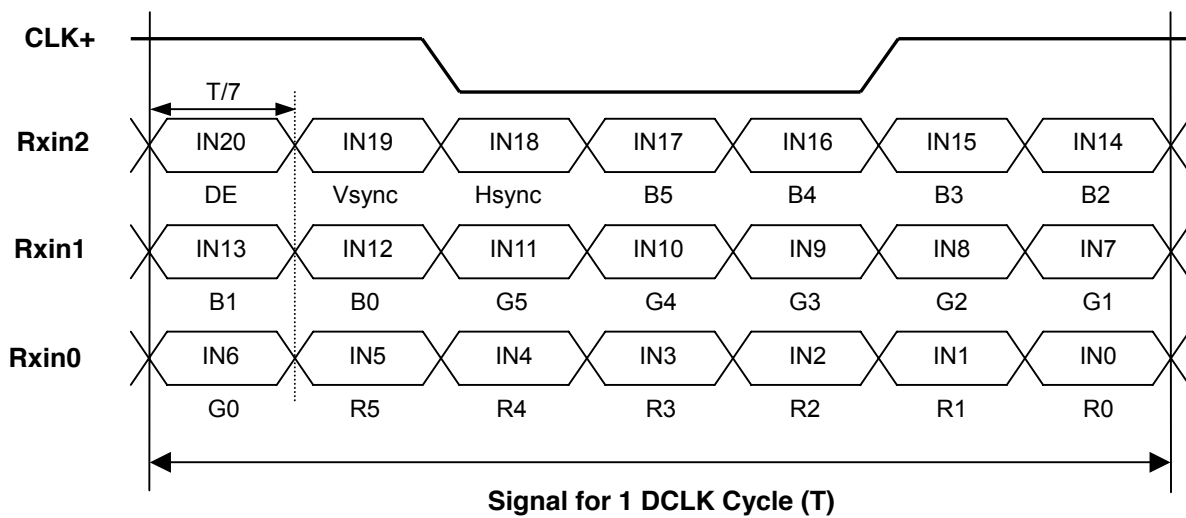 CLK+
T/7
Rxin2 IN20 IN19 IN18 IN17 IN16 IN15 IN14
DE Vsync Hsync B5 B4 B3 B2
Rxin1 IN13 IN12 IN11 IN10 IN9 IN8 IN7
B1 B0 G5 G4 G3 G2 G1
Rxin0 IN6 IN5 IN4 IN3 IN2 IN1 IN0
G0 R5 R4 R3 R2 R1 R0
Signal for 1 DCLK Cycle (T)